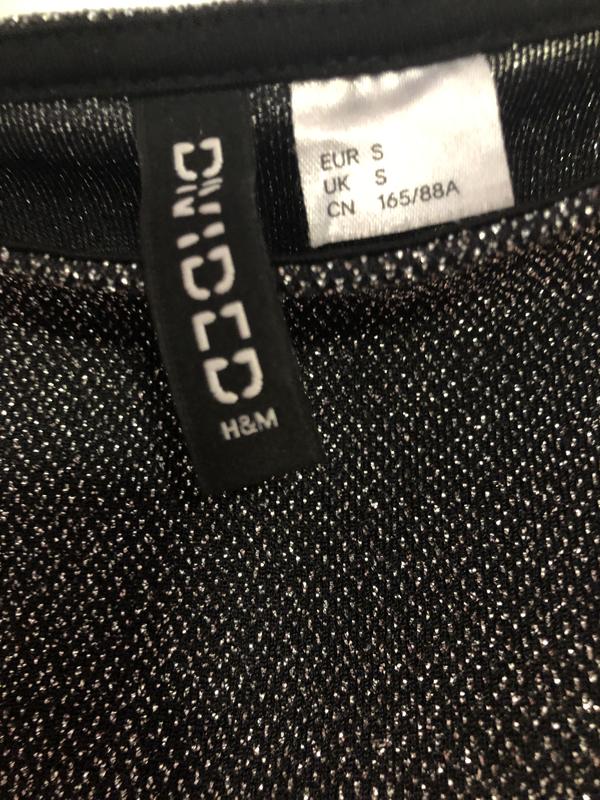 DIVIDED
H&M
EUR S
UK S
CN 165/88A